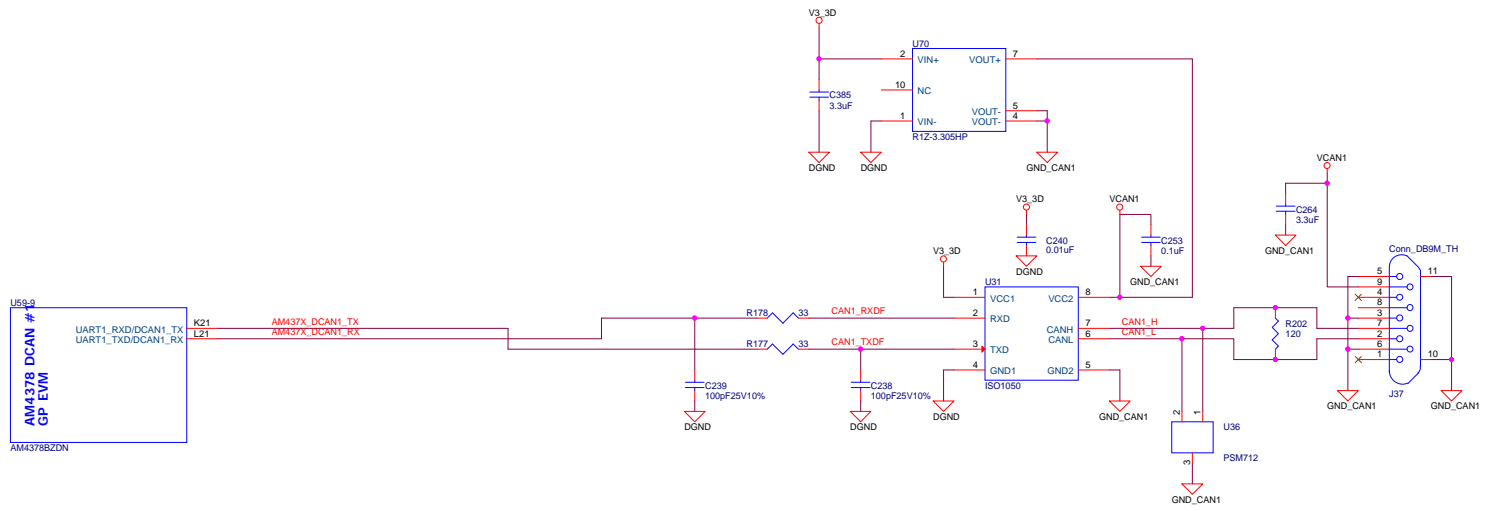 V3_3D
U70
2 VIN+ VOUT+ 7
C385
3.3uF
10 NC
VOUT- 5
1 VIN- VOUT- 4
R1Z-3.305HP
DGND
DGND
GND_CAN1
VCAN1
V3_3D
VCAN1
C264
3.3uF
C240
0.01uF
C253
0.1uF
V3_3D
GND_CAN1
Conn_DB9M_TH
DGND
GND_CAN1
U31
5
11
9
4
8
3
7
2
6
1
10
J37
1 VCC1 VCC2 8
U59-9
AM4378 DCAN #1
GP EVM
UART1_RXD/DCAN1_TX K21 AM437X_DCAN1_TX
UART1_TXD/DCAN1_RX L21 AM437X_DCAN1_RX
R178 33 CAN1_RXDF 2 RXD
CANH 7 CAN1_H
R202
120
CANL 6 CAN1_L
R177 33 CAN1_TXDF 3 TXD
4 GND1 GND2 5
ISO1050
C239
100pF25V10%
C238
100pF25V10%
DGND
DGND
DGND
GND_CAN1
GND_CAN1
GND_CAN1
2
1
U36
3
PSM712
GND_CAN1
AM4378BZDN